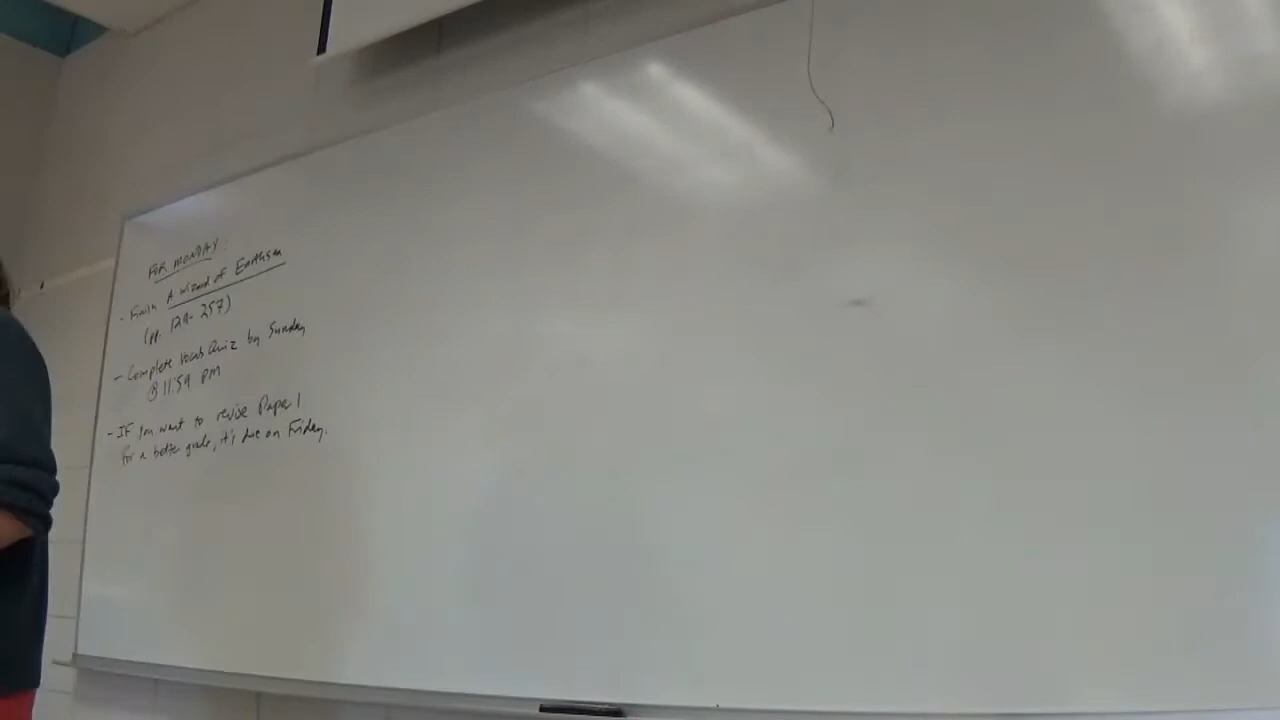 FOR MONDAY:
- Finish A Wizard of Earthsea
(pp. 129-257)
- Complete Vocab Quiz by Sunday
@ 11:59 PM
- IF you want to revise Paper 1
for a better grade, it's due on Friday.